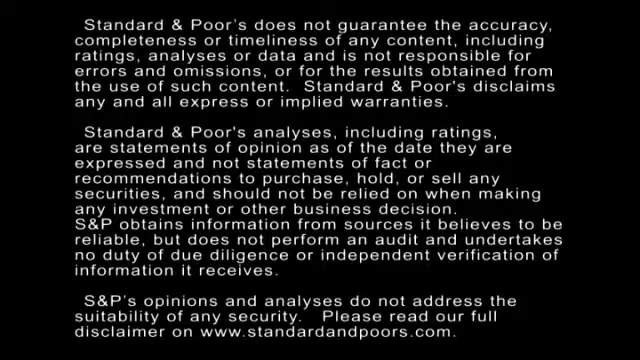 Standard & Poor's does not guarantee the accuracy,
completeness or timeliness of any content, including
ratings, analyses or data and is not responsible for
errors and omissions, or for the results obtained from
the use of such content.  Standard & Poor's disclaims
any and all express or implied warranties.
Standard & Poor's analyses, including ratings,
are statements of opinion as of the date they are
expressed and not statements of fact or
recommendations to purchase, hold, or sell any
securities, and should not be relied on when making
any investment or other business decision.
S&P obtains information from sources it believes to be
reliable, but does not perform an audit and undertakes
no duty of due diligence or independent verification of
information it receives.
S&P's opinions and analyses do not address the
suitability of any security.   Please read our full
disclaimer on www.standardandpoors.com.